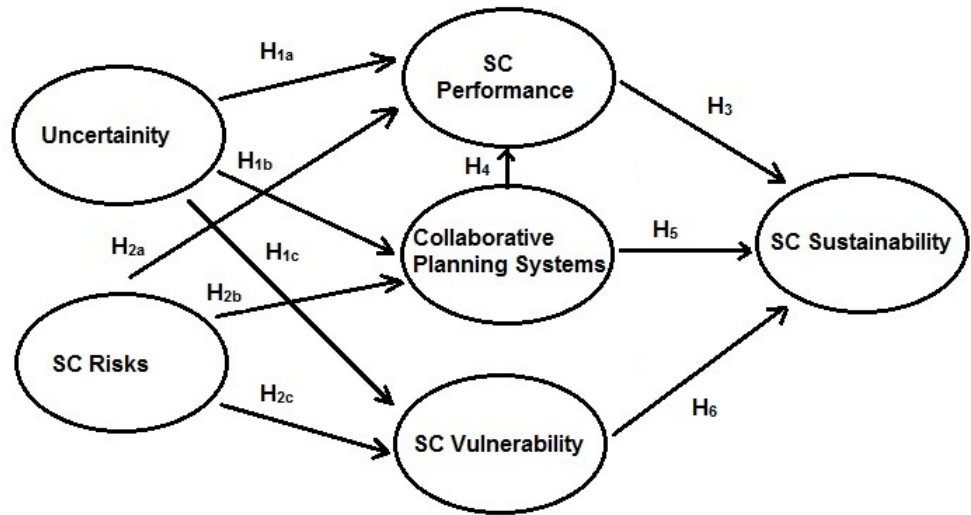 H1a
SC
Performance
H3
Uncertainity
H1b
H4
H2a
H1c
Collaborative
Planning Systems
H5
SC Sustainability
H2b
SC Risks
H2c
SC Vulnerability
H6